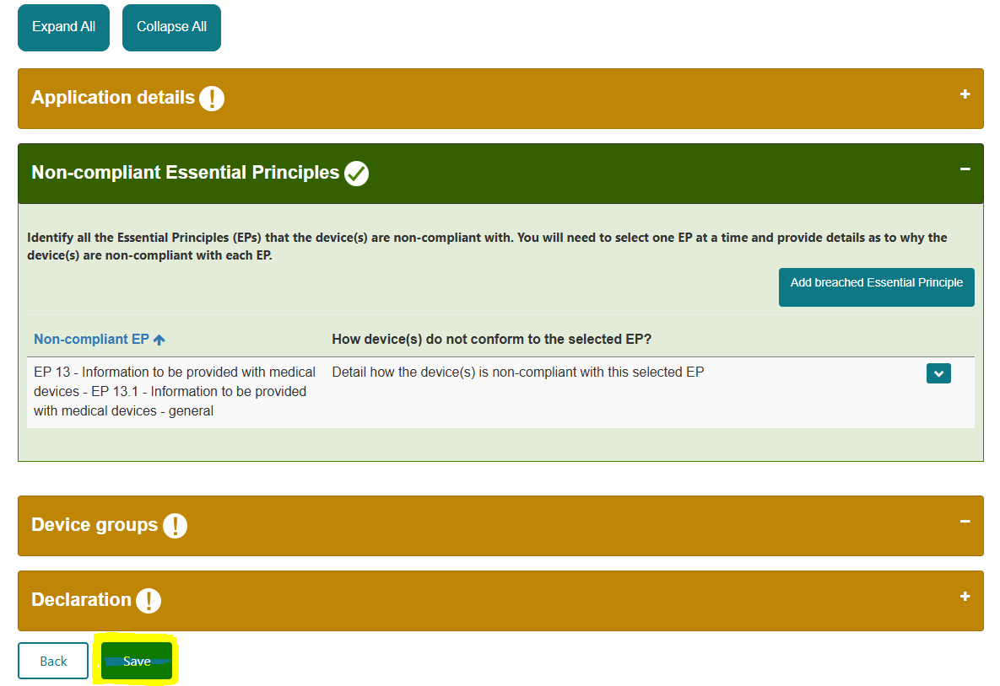 Expand All
Collapse All
Application details
Non-compliant Essential Principles
Identify all the Essential Principles (EPs) that the device(s) are non-compliant with. You will need to select one EP at a time and provide details as to why the
device(s) are non-compliant with each EP.
Add breached Essential Principle
Non-compliant EP
How device(s) do not conform to the selected EP?
EP 13 - Information to be provided with medical
devices - EP 13.1 - Information to be provided
with medical devices - general
Detail how the device(s) is non-compliant with this selected EP
Device groups
Declaration
Back
Save